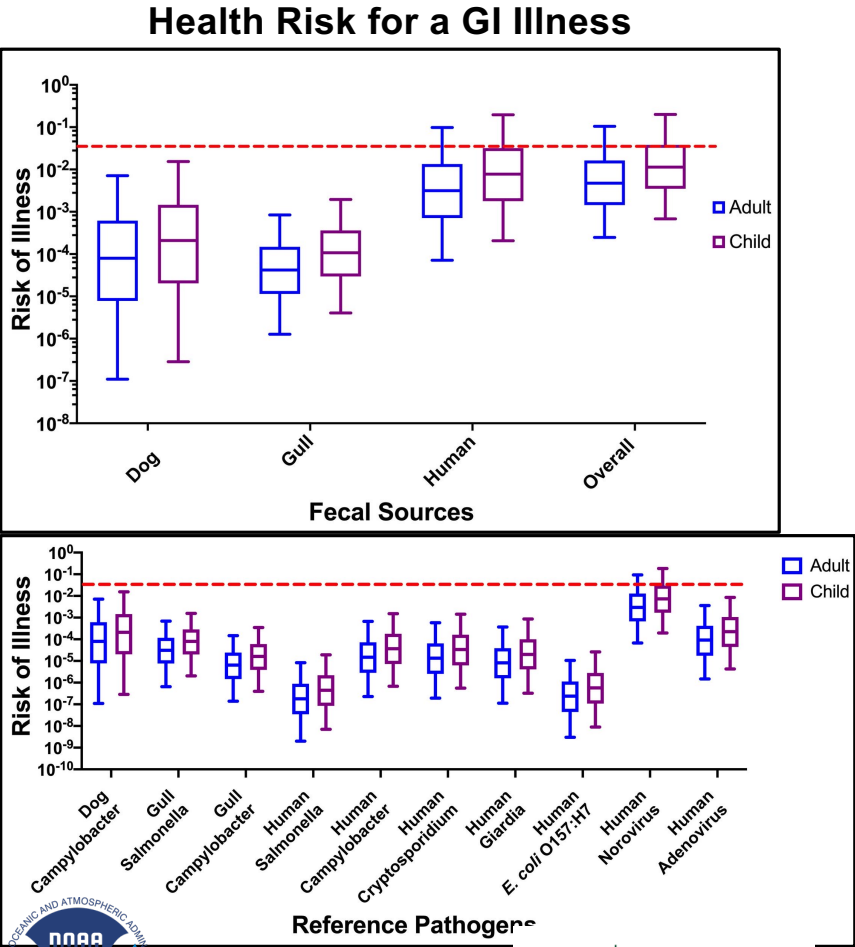 Health Risk for a GI Illness
Risk of Illness
10⁰
10⁻¹
10⁻²
10⁻³
10⁻⁴
10⁻⁵
10⁻⁶
10⁻⁷
10⁻⁸
Adult
Child
Dog
Gull
Human
Overall
Fecal Sources
Risk of Illness
10⁰
10⁻¹
10⁻²
10⁻³
10⁻⁴
10⁻⁵
10⁻⁶
10⁻⁷
10⁻⁸
10⁻⁹
10⁻¹⁰
Adult
Child
Dog
Campylobacter
Gull
Salmonella
Gull
Campylobacter
Human
Salmonella
Human
Campylobacter
Human
Cryptosporidium
Human
Giardia
Human
E. coli O157:H7
Human
Norovirus
Human
Adenovirus
Reference Pathogens
OCEANIC AND ATMOSPHERIC ADMIN
NOAA